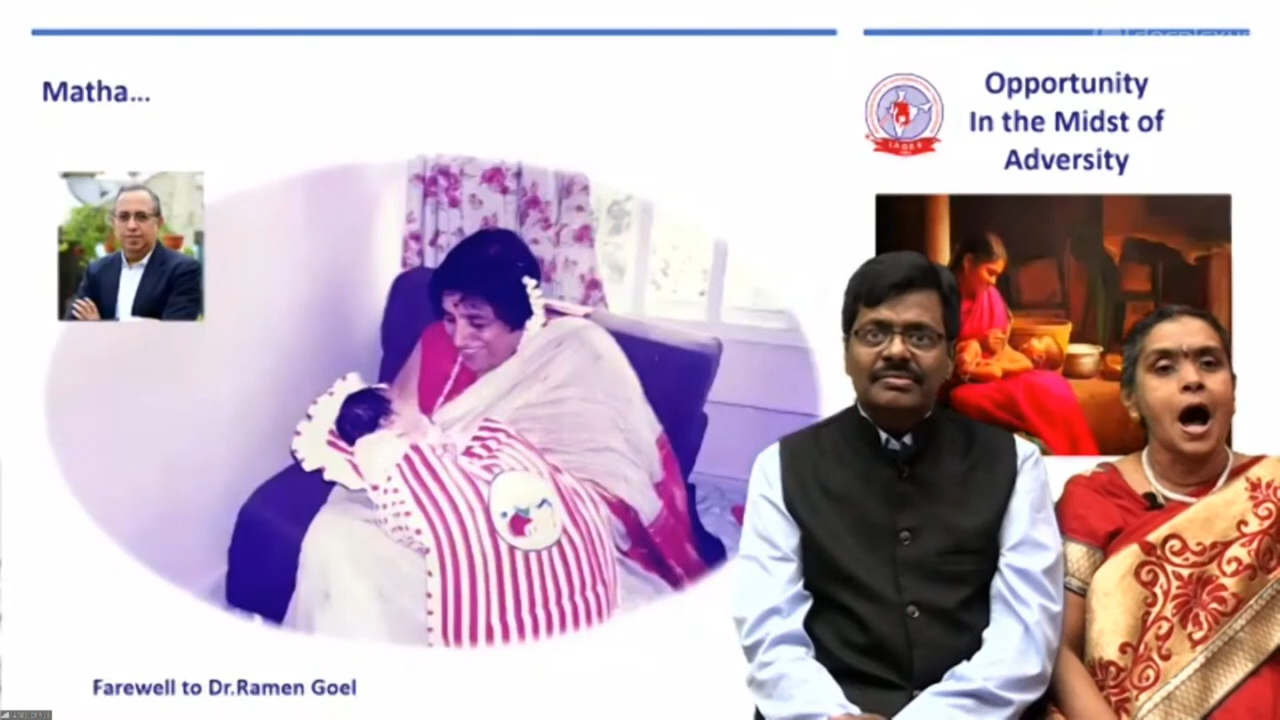 Matha...
Opportunity
In the Midst of
Adversity
I A G E S
Farewell to Dr.Ramen Goel